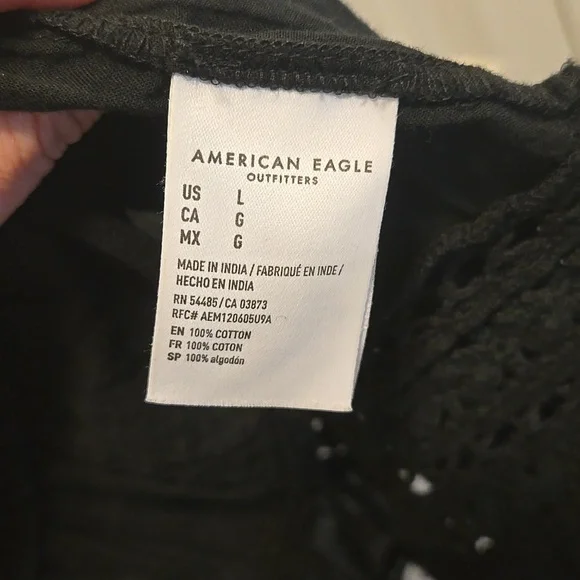 AMERICAN EAGLE
OUTFITTERS
US L
CA G
MX G
MADE IN INDIA / FABRIQUÉ EN INDE /
HECHO EN INDIA
RN 54485 / CA 03873
RFC# AEM120605U9A
EN 100% COTTON
FR 100% COTON
SP 100% algodón